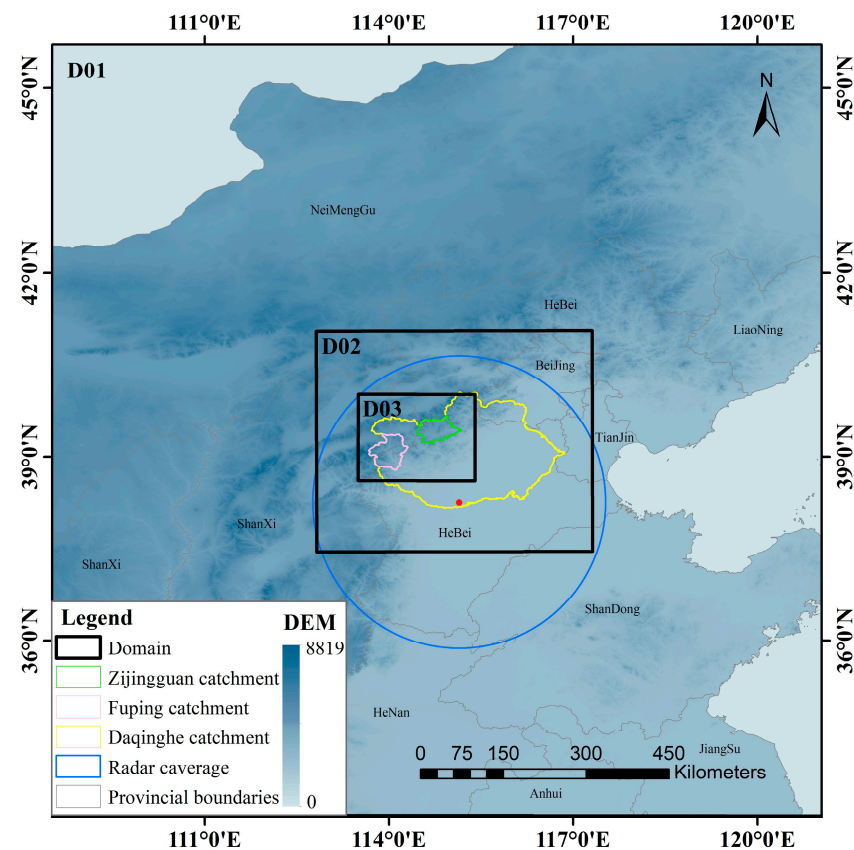 111°0'E 114°0'E 117°0'E 120°0'E
45°0'N
45°0'N
D01
N
NeiMengGu
42°0'N
42°0'N
HeBei
LiaoNing
D02
BeiJing
D03
TianJin
39°0'N
39°0'N
ShanXi
HeBei
ShanXi
ShanDong
36°0'N
36°0'N
Legend
DEM
8819
0
Domain
Zijingguan catchment
Fuping catchment
Daqinghe catchment
Radar caverage
Provincial boundaries
HeNan
JiangSu
0 75 150 300 450
Kilometers
Anhui
111°0'E 114°0'E 117°0'E 120°0'E